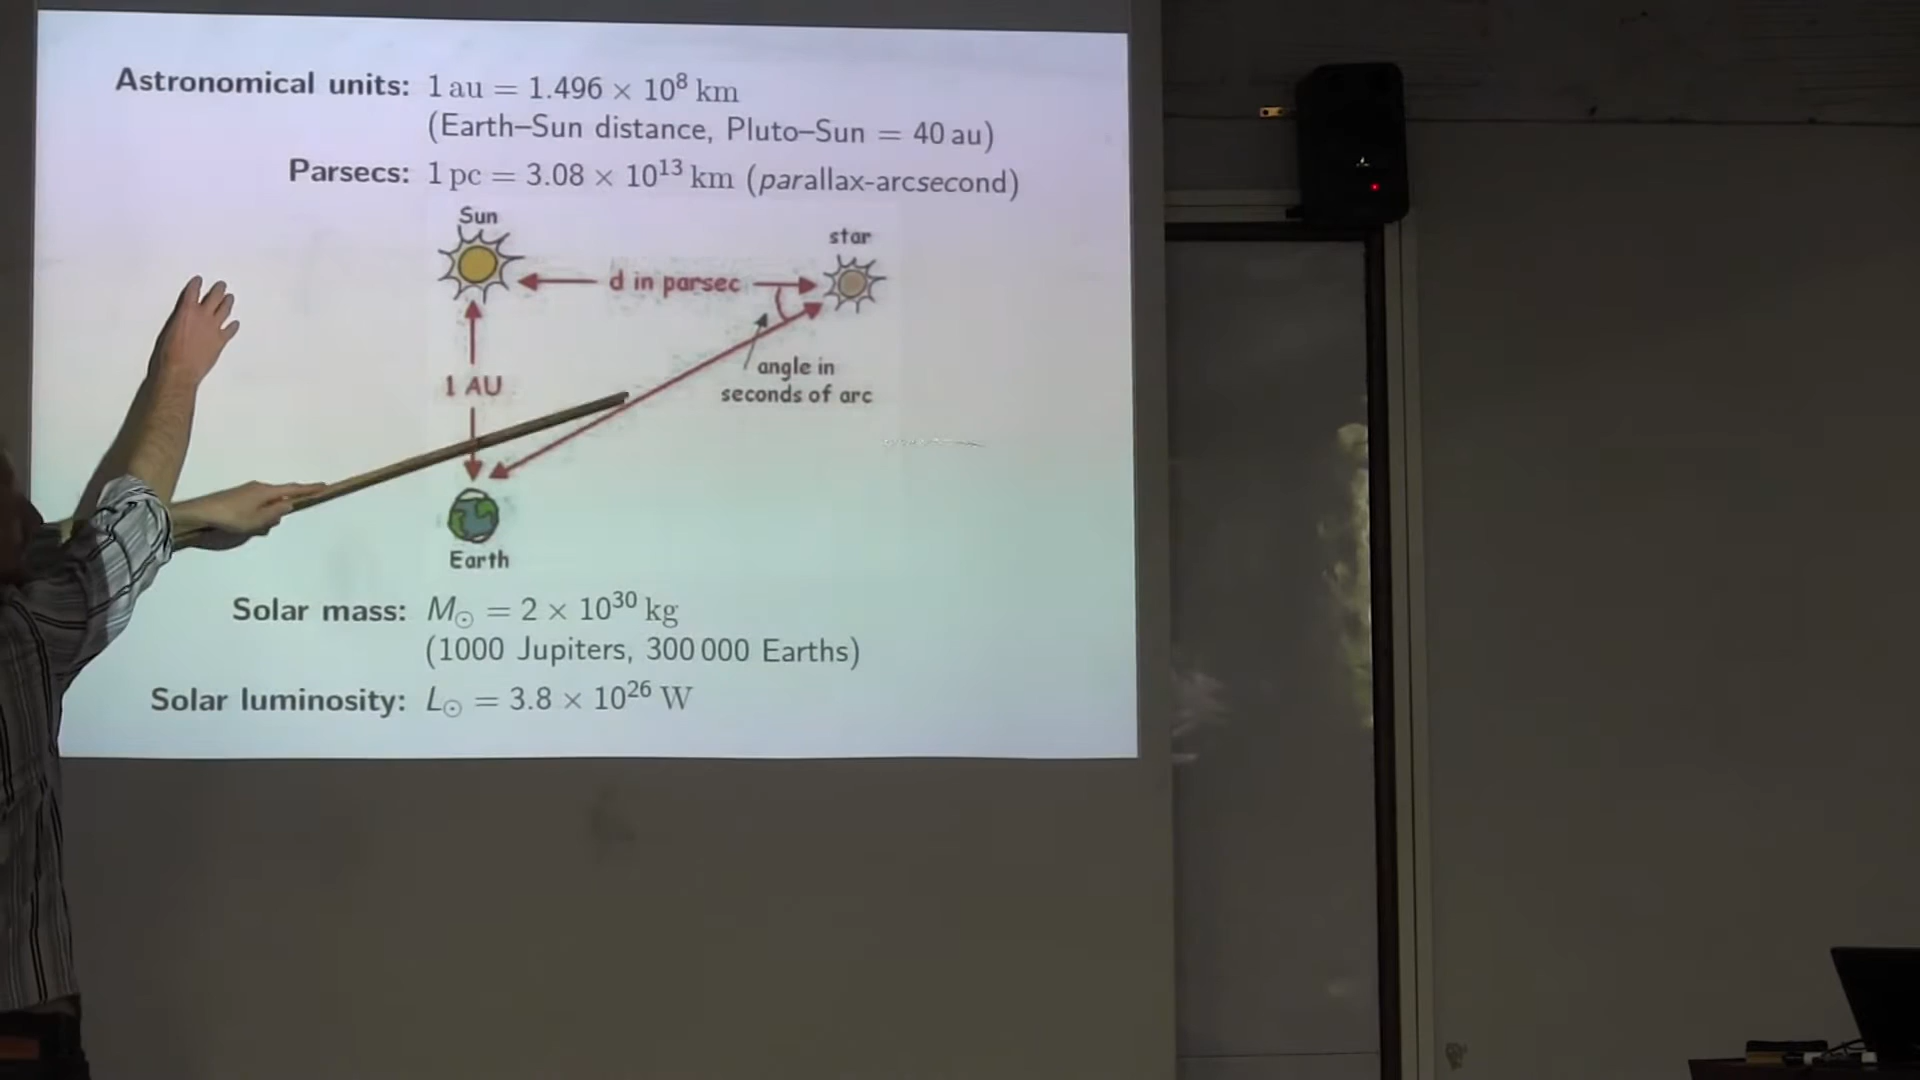 Astronomical units: 1 au = 1.496 × 10⁸ km
(Earth–Sun distance, Pluto–Sun = 40 au)
Parsecs: 1 pc = 3.08 × 10¹³ km (parallax-arcsecond)
Sun
star
d in parsec
1 AU
angle in
seconds of arc
Earth
Solar mass: M⊙ = 2 × 10³⁰ kg
(1000 Jupiters, 300 000 Earths)
Solar luminosity: L⊙ = 3.8 × 10²⁶ W